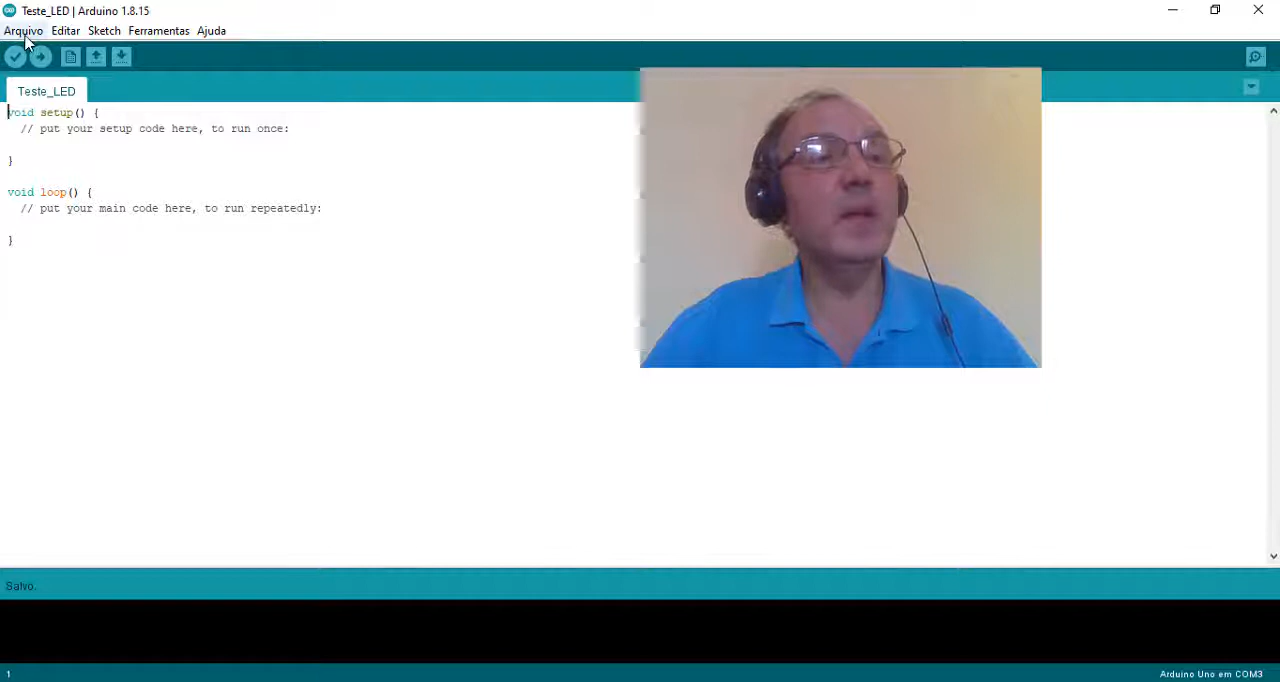 Teste_LED | Arduino 1.8.15
Arquivo Editar Sketch Ferramentas Ajuda
Teste_LED
void setup() {
// put your setup code here, to run once:
}
void loop() {
// put your main code here, to run repeatedly:
}
Salvo.
1
Arduino Uno em COM3